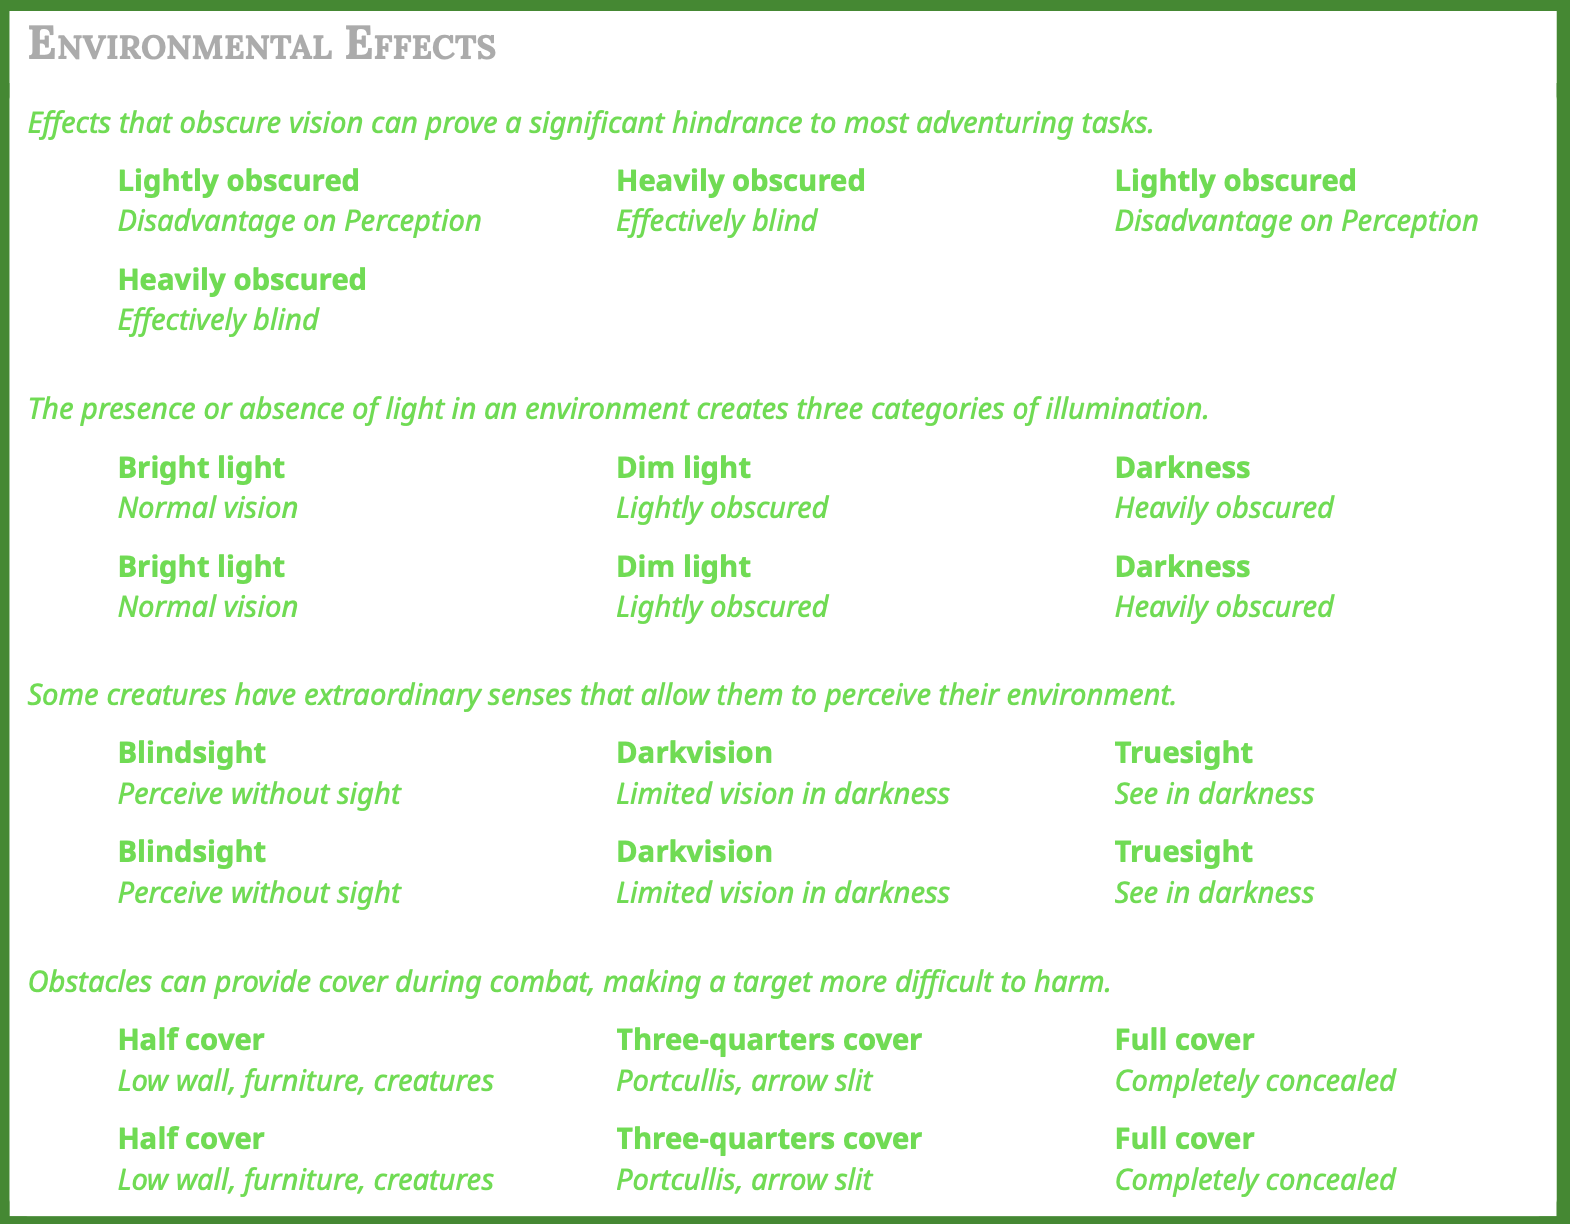 Environmental Effects
Effects that obscure vision can prove a significant hindrance to most adventuring tasks.
Lightly obscured Heavily obscured Lightly obscured
Disadvantage on Perception Effectively blind Disadvantage on Perception
Heavily obscured
Effectively blind
The presence or absence of light in an environment creates three categories of illumination.
Bright light Dim light Darkness
Normal vision Lightly obscured Heavily obscured
Bright light Dim light Darkness
Normal vision Lightly obscured Heavily obscured
Some creatures have extraordinary senses that allow them to perceive their environment.
Blindsight Darkvision Truesight
Perceive without sight Limited vision in darkness See in darkness
Blindsight Darkvision Truesight
Perceive without sight Limited vision in darkness See in darkness
Obstacles can provide cover during combat, making a target more difficult to harm.
Half cover Three-quarters cover Full cover
Low wall, furniture, creatures Portcullis, arrow slit Completely concealed
Half cover Three-quarters cover Full cover
Low wall, furniture, creatures Portcullis, arrow slit Completely concealed